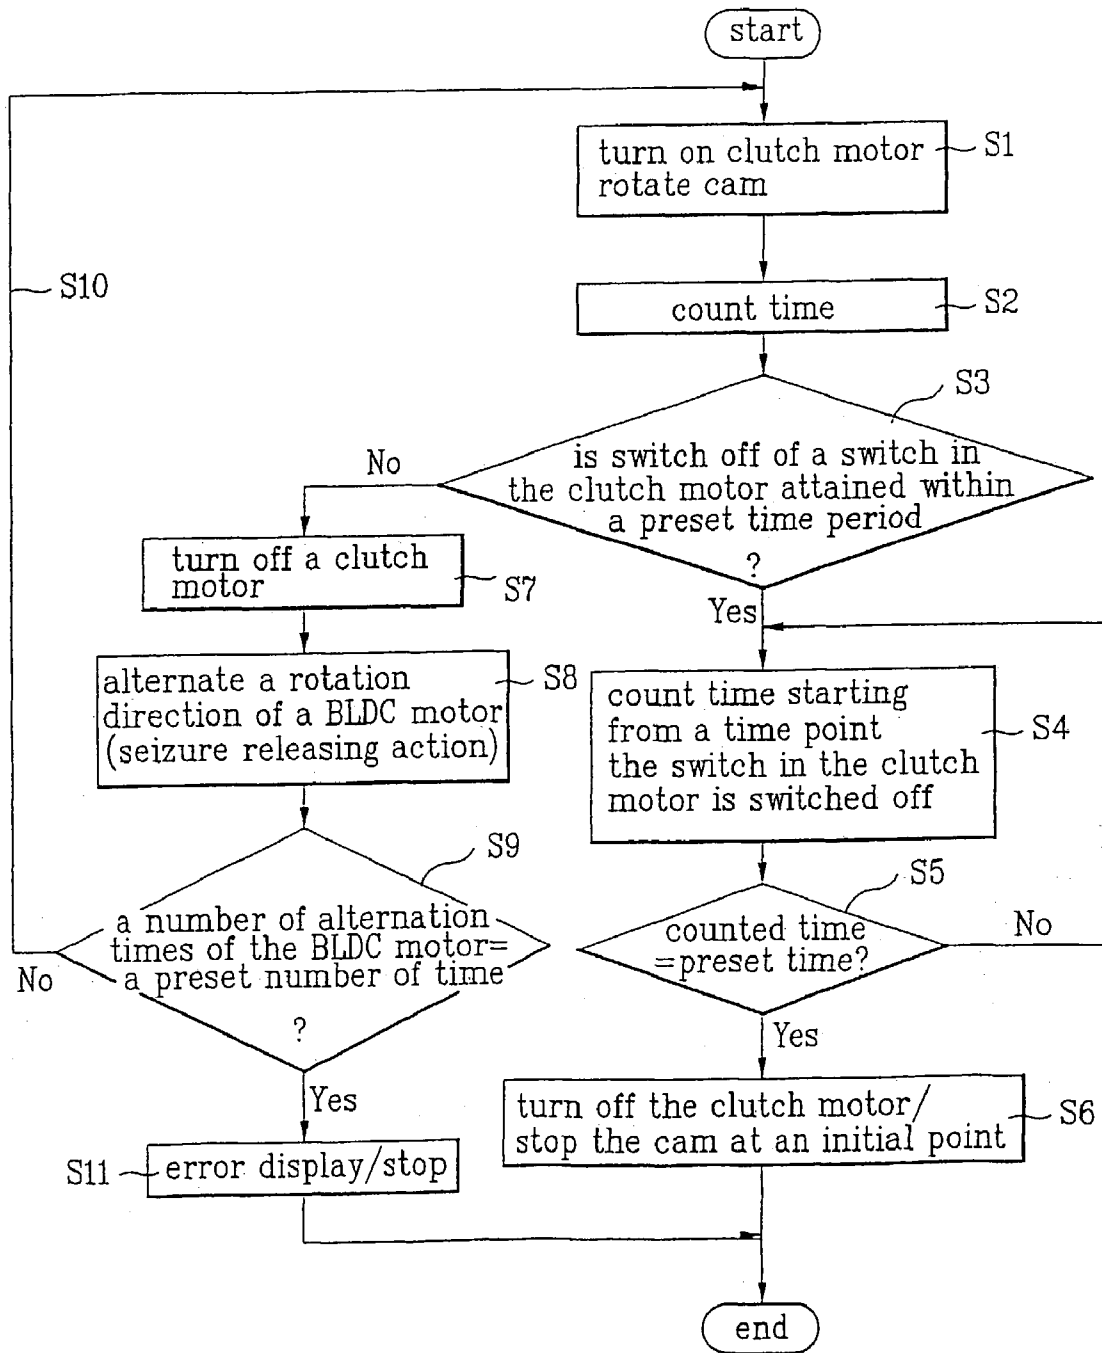 start
turn on clutch motor
rotate cam
S1
S10
count time
S2
S3
is switch off of a switch in
the clutch motor attained within
a preset time period
?
No
Yes
turn off a clutch
motor
S7
alternate a rotation
direction of a BLDC motor
(seizure releasing action)
S8
count time starting
from a time point
the switch in the clutch
motor is switched off
S4
S9
a number of alternation
times of the BLDC motor=
a preset number of time
?
No
Yes
S5
counted time
=preset time?
No
Yes
turn off the clutch motor/
stop the cam at an initial point
S6
S11
error display/stop
end